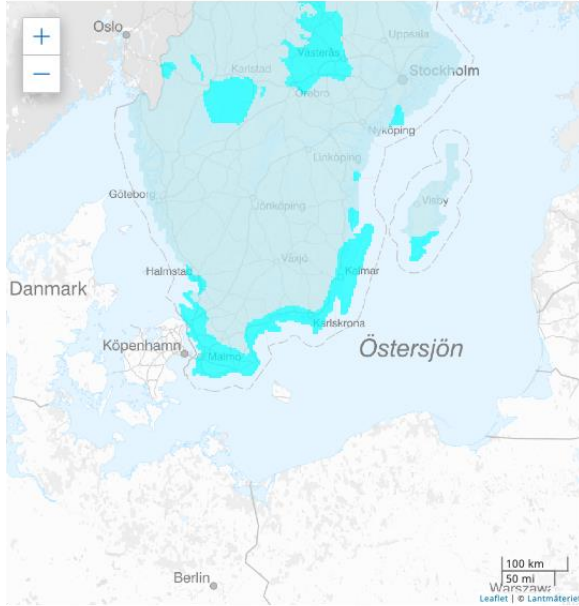 +
Oslo
Uppsala
Västerås
Karlstad
−
Stockholm
Örebro
Nyköping
Linköping
Göteborg
Visby
Jönköping
Växjö
Halmstad
Kalmar
Danmark
Karlskrona
Köpenhamn
Malmö
Östersjön
100 km
50 mi
Berlin
Warszawa
Leaflet | © Lantmäteriet